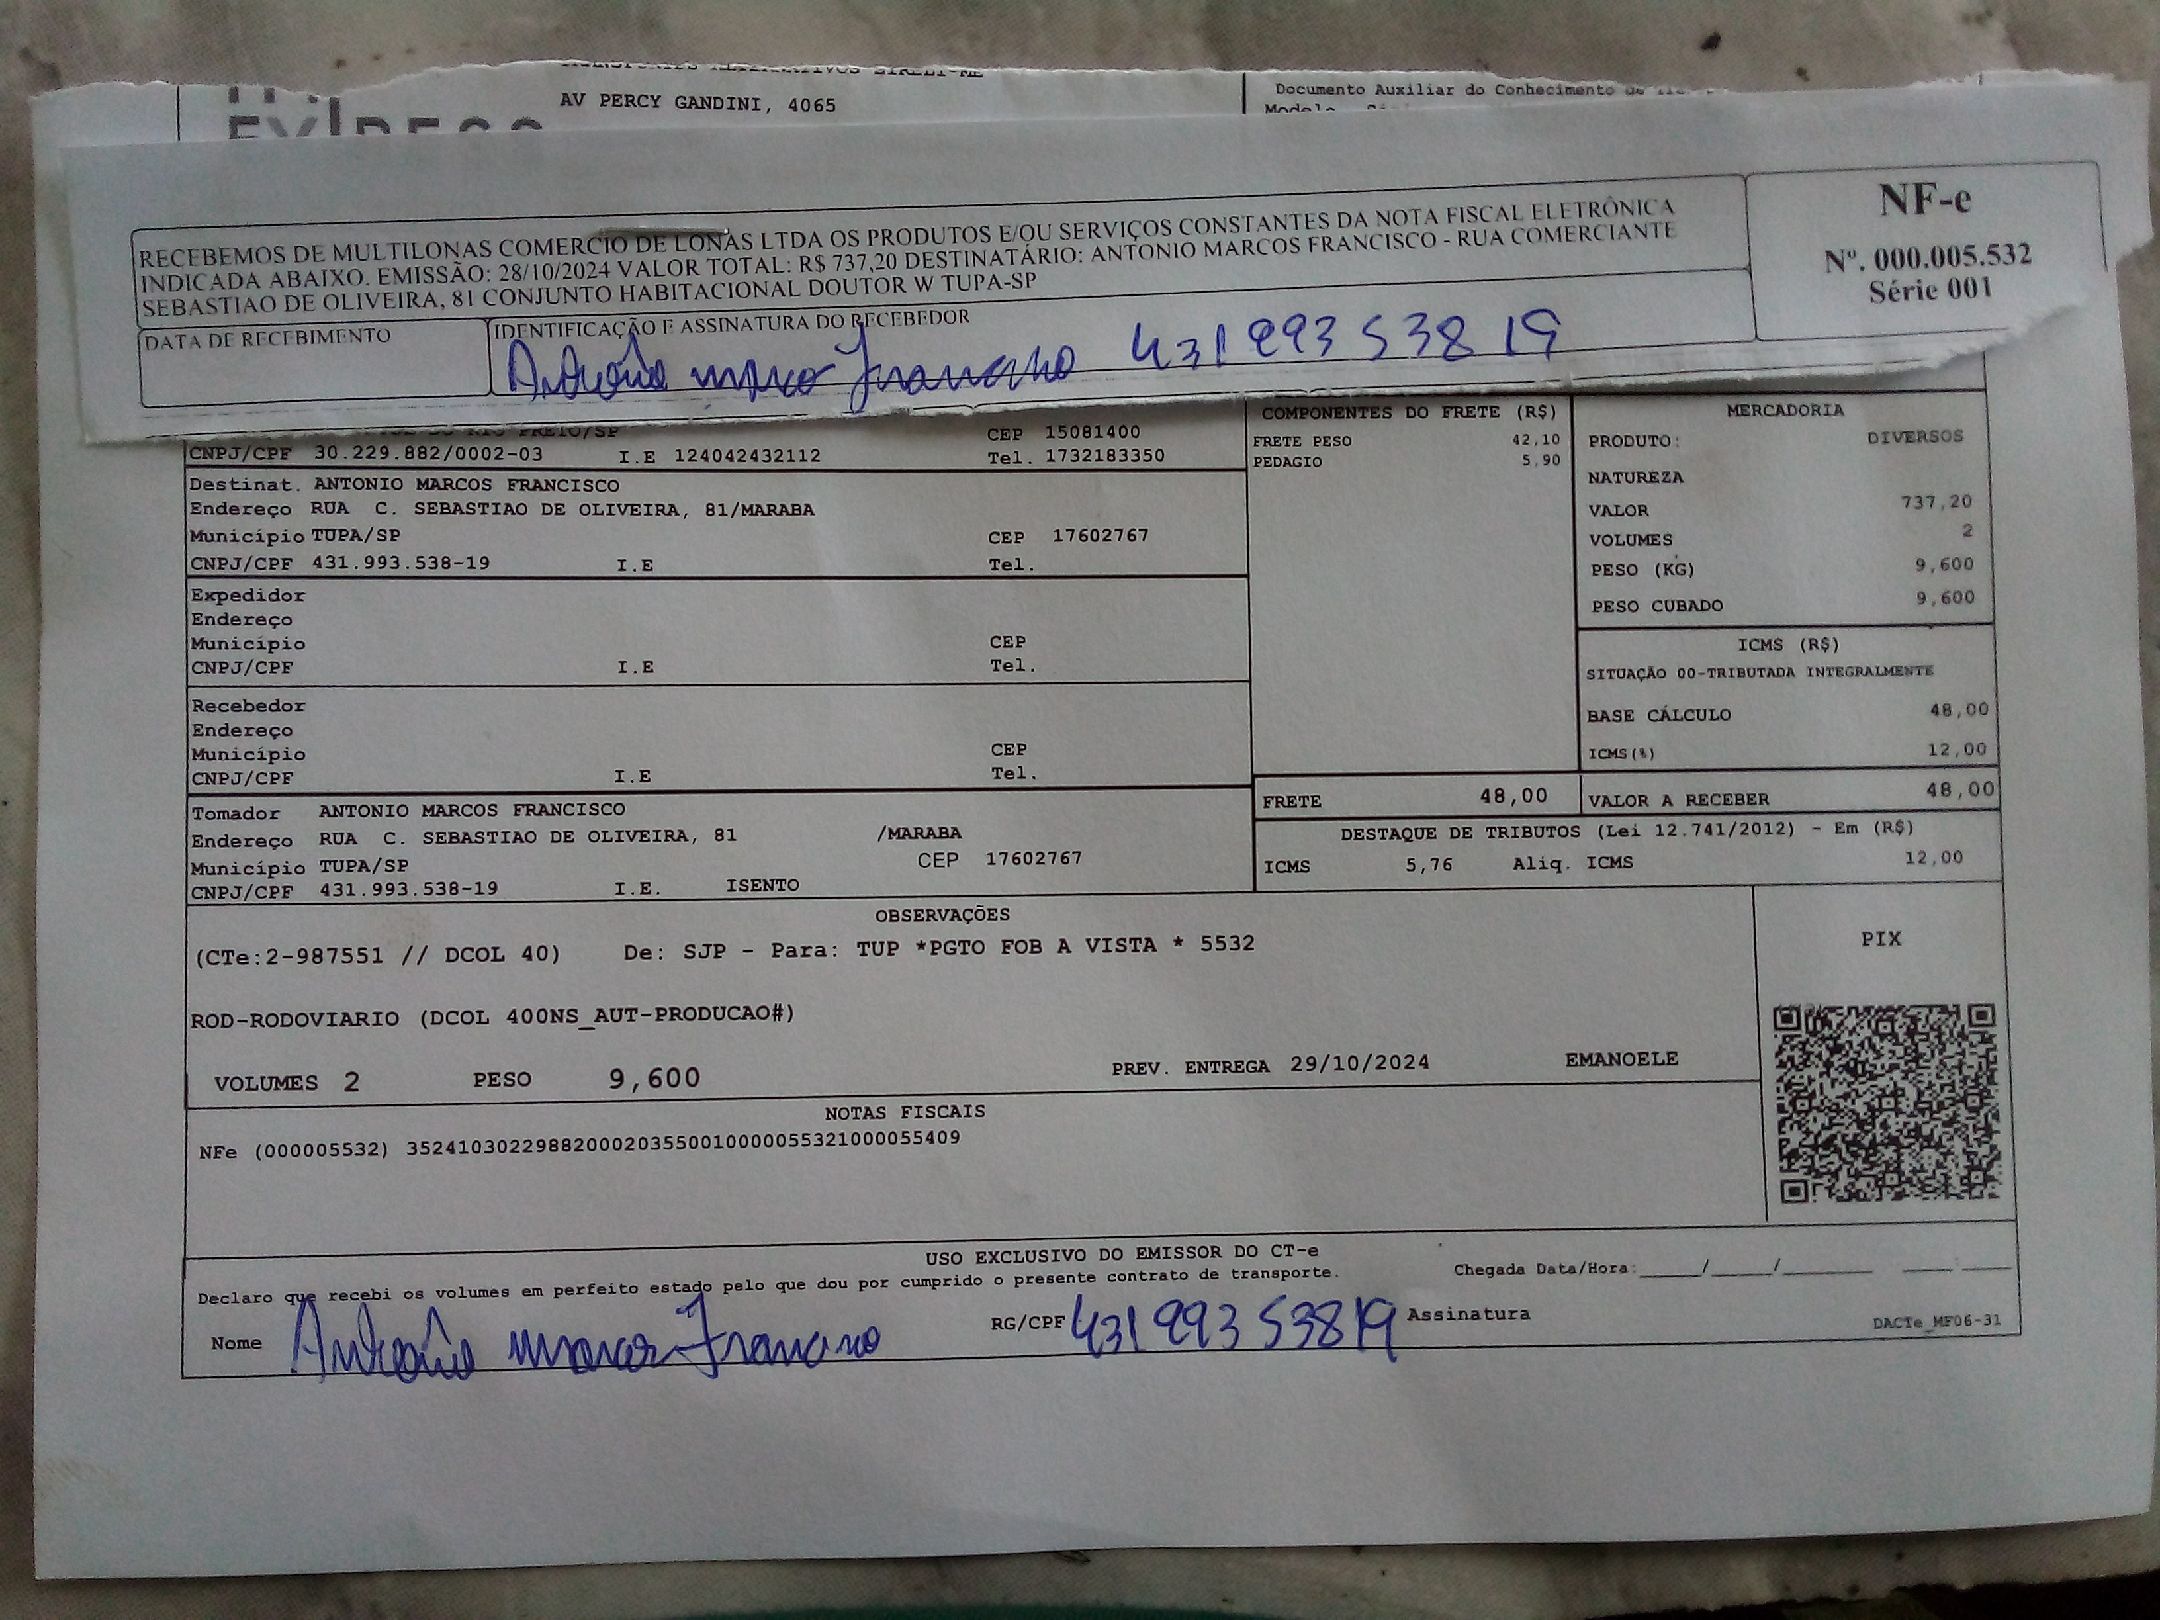 AV PERCY GANDINI, 4065
Documento Auxiliar do Conhecimento de
EXPRESS
RECEBEMOS DE MULTILONAS COMERCIO DE LONAS LTDA OS PRODUTOS E/OU SERVIÇOS CONSTANTES DA NOTA FISCAL ELETRÔNICA
INDICADA ABAIXO. EMISSÃO: 28/10/2024 VALOR TOTAL: R$ 737,20 DESTINATÁRIO: ANTONIO MARCOS FRANCISCO - RUA COMERCIANTE
SEBASTIAO DE OLIVEIRA, 81 CONJUNTO HABITACIONAL DOUTOR W TUPA-SP
NF-e
Nº. 000.005.532
Série 001
DATA DE RECEBIMENTO
IDENTIFICAÇÃO E ASSINATURA DO RECEBEDOR
Antonio Marcos Francisco 43199353819
CEP 15081400
CNPJ/CPF 30.229.882/0002-03 I.E 124042432112 Tel. 1732183350
Destinat. ANTONIO MARCOS FRANCISCO
Endereço RUA C. SEBASTIAO DE OLIVEIRA, 81/MARABA
Município TUPA/SP CEP 17602767
CNPJ/CPF 431.993.538-19 I.E Tel.
Expedidor
Endereço
Município CEP
CNPJ/CPF I.E Tel.
Recebedor
Endereço
Município CEP
CNPJ/CPF I.E Tel.
Tomador ANTONIO MARCOS FRANCISCO
Endereço RUA C. SEBASTIAO DE OLIVEIRA, 81 /MARABA
Município TUPA/SP CEP 17602767
CNPJ/CPF 431.993.538-19 I.E. ISENTO
COMPONENTES DO FRETE (R$)
FRETE PESO 42,10
PEDAGIO 5,90
MERCADORIA
PRODUTO: DIVERSOS
NATUREZA
VALOR 737,20
VOLUMES 2
PESO (KG) 9,600
PESO CUBADO 9,600
ICMS (R$)
SITUAÇÃO 00-TRIBUTADA INTEGRALMENTE
BASE CÁLCULO 48,00
ICMS(%) 12,00
FRETE 48,00 VALOR A RECEBER 48,00
DESTAQUE DE TRIBUTOS (Lei 12.741/2012) - Em (R$)
ICMS 5,76 Aliq. ICMS 12,00
OBSERVAÇÕES
(CTe:2-987551 // DCOL 40) De: SJP - Para: TUP *PGTO FOB A VISTA * 5532
ROD-RODOVIARIO (DCOL 400NS_AUT-PRODUCAO#)
VOLUMES 2 PESO 9,600 PREV. ENTREGA 29/10/2024 EMANOELE
PIX
NOTAS FISCAIS
NFe (000005532) 35241030229882000203550010000055321000055409
USO EXCLUSIVO DO EMISSOR DO CT-e
Declaro que recebi os volumes em perfeito estado pelo que dou por cumprido o presente contrato de transporte. Chegada Data/Hora:_____/_____/_______
Nome Antonio Marcos Francisco RG/CPF 43199353819 Assinatura
DACTe_MF06-31